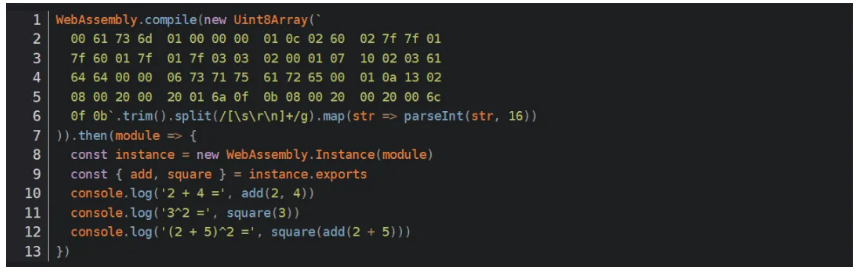 1 WebAssembly.compile(new Uint8Array(`
2   00 61 73 6d  01 00 00 00  01 0c 02 60  02 7f 7f 01
3   7f 60 01 7f  01 7f 03 03  02 00 01 07  10 02 03 61
4   64 64 00 00  06 73 71 75  61 72 65 00  01 0a 13 02
5   08 00 20 00  20 01 6a 0f  0b 08 00 20  00 20 00 6c
6   0f 0b`.trim().split(/[\s\r\n]+/g).map(str => parseInt(str, 16))
7 )).then(module => {
8   const instance = new WebAssembly.Instance(module)
9   const { add, square } = instance.exports
10   console.log('2 + 4 =', add(2, 4))
11   console.log('3^2 =', square(3))
12   console.log('(2 + 5)^2 =', square(add(2 + 5)))
13 })